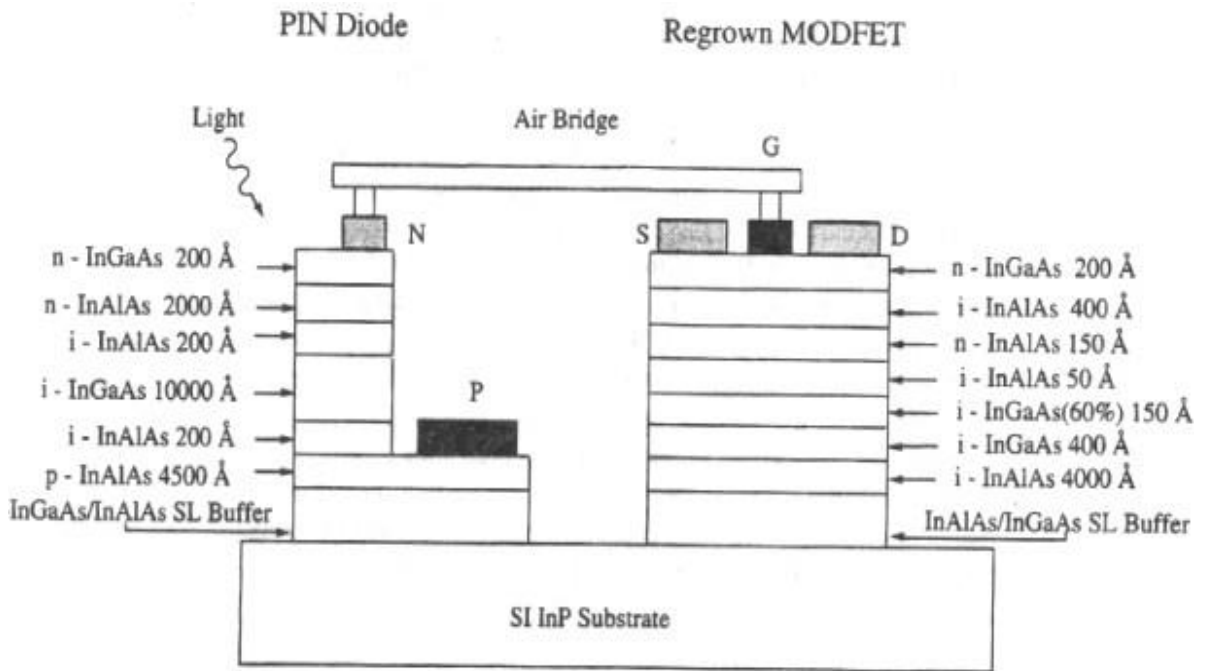 PIN Diode
Regrown MODFET
Light
Air Bridge
G
N
S
D
n - InGaAs 200 Å
n - InAlAs 2000 Å
i - InAlAs 200 Å
i - InGaAs 10000 Å
i - InAlAs 200 Å
p - InAlAs 4500 Å
InGaAs/InAlAs SL Buffer
P
n - InGaAs 200 Å
i - InAlAs 400 Å
n - InAlAs 150 Å
i - InAlAs 50 Å
i - InGaAs(60%) 150 Å
i - InGaAs 400 Å
i - InAlAs 4000 Å
InAlAs/InGaAs SL Buffer
SI InP Substrate